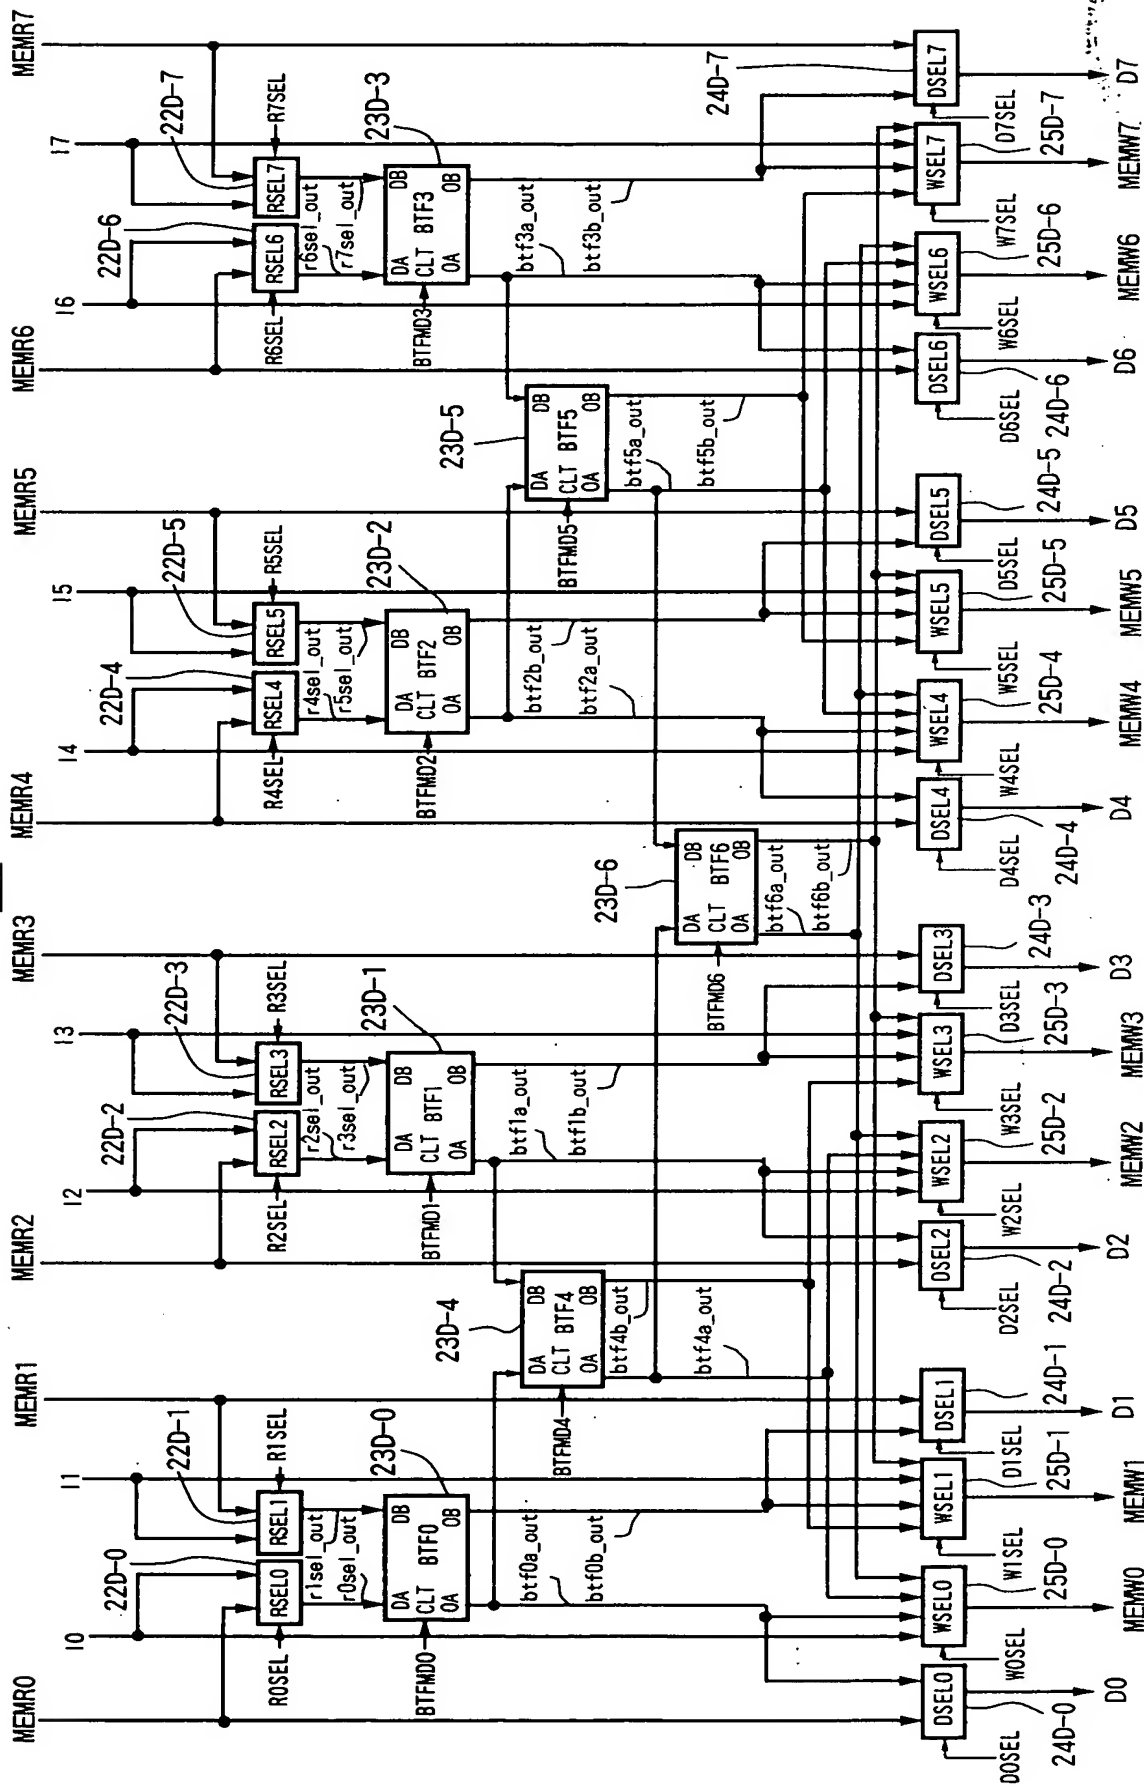 MEMR0
I0
I1
MEMR1
MEMR2
I2
I3
MEMR3
MEMR4
I4
I5
MEMR5
MEMR6
I6
I7
MEMR7
22D-0
22D-1
22D-2
22D-3
22D-4
22D-5
22D-6
22D-7
R0SEL
RSEL0
RSEL1
R1SEL
R2SEL
RSEL2
RSEL3
R3SEL
R4SEL
RSEL4
RSEL5
R5SEL
R6SEL
RSEL6
RSEL7
R7SEL
r1sel_out
r0sel_out
r2sel_out
r3sel_out
r4sel_out
r5sel_out
r6sel_out
r7sel_out
23D-0
23D-1
23D-2
23D-3
BTFMD0
DA DB
CLT BTF0
OA OB
BTFMD1
DA DB
CLT BTF1
OA OB
BTFMD2
DA DB
CLT BTF2
OA OB
BTFMD3
DA DB
CLT BTF3
OA OB
btf0a_out
btf0b_out
btf1a_out
btf1b_out
btf2b_out
btf2a_out
btf3a_out
btf3b_out
23D-4
BTFMD4
DA DB
CLT BTF4
OA OB
btf4b_out
btf4a_out
23D-5
BTFMD5
DA DB
CLT BTF5
OA OB
btf5a_out
btf5b_out
23D-6
BTFMD6
DA DB
CLT BTF6
OA OB
btf6a_out
btf6b_out
DSEL0
WSEL0
WSEL1
DSEL1
DSEL2
WSEL2
WSEL3
DSEL3
DSEL4
WSEL4
WSEL5
DSEL5
DSEL6
WSEL6
WSEL7
DSEL7
D0SEL
W0SEL
W1SEL
D1SEL
D2SEL
W2SEL
W3SEL
D3SEL
D4SEL
W4SEL
W5SEL
D5SEL
D6SEL
W6SEL
W7SEL
D7SEL
24D-0
25D-0
25D-1
24D-1
24D-2
25D-2
25D-3
24D-3
24D-4
25D-4
25D-5
24D-5
24D-6
25D-6
25D-7
24D-7
D0
MEMW0
MEMW1
D1
D2
MEMW2
MEMW3
D3
D4
MEMW4
MEMW5
D5
D6
MEMW6
MEMW7
D7